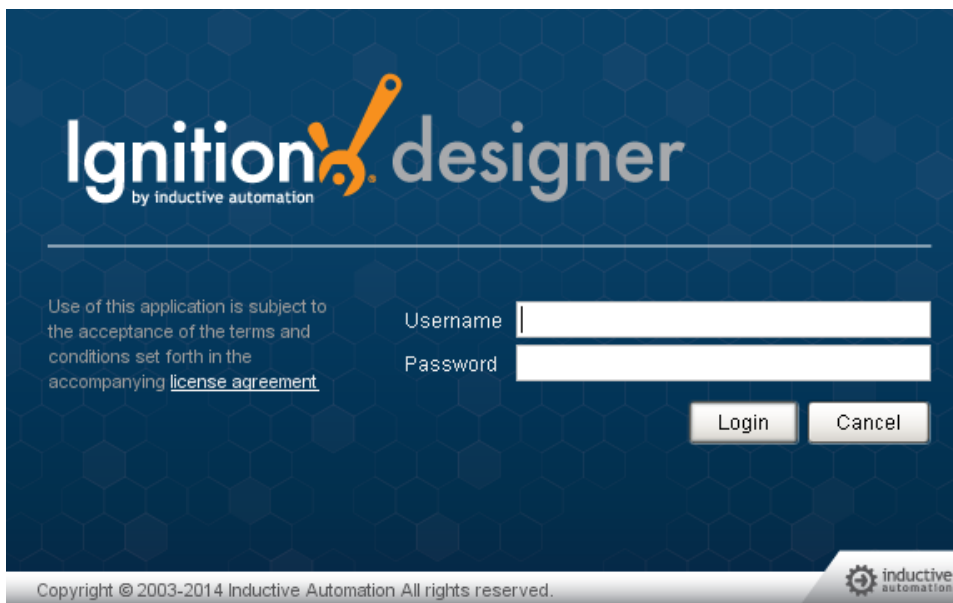 Ignition designer
by inductive automation
Use of this application is subject to
the acceptance of the terms and
conditions set forth in the
accompanying license agreement
Username
Password
Login Cancel
Copyright © 2003-2014 Inductive Automation All rights reserved.
inductive
automation